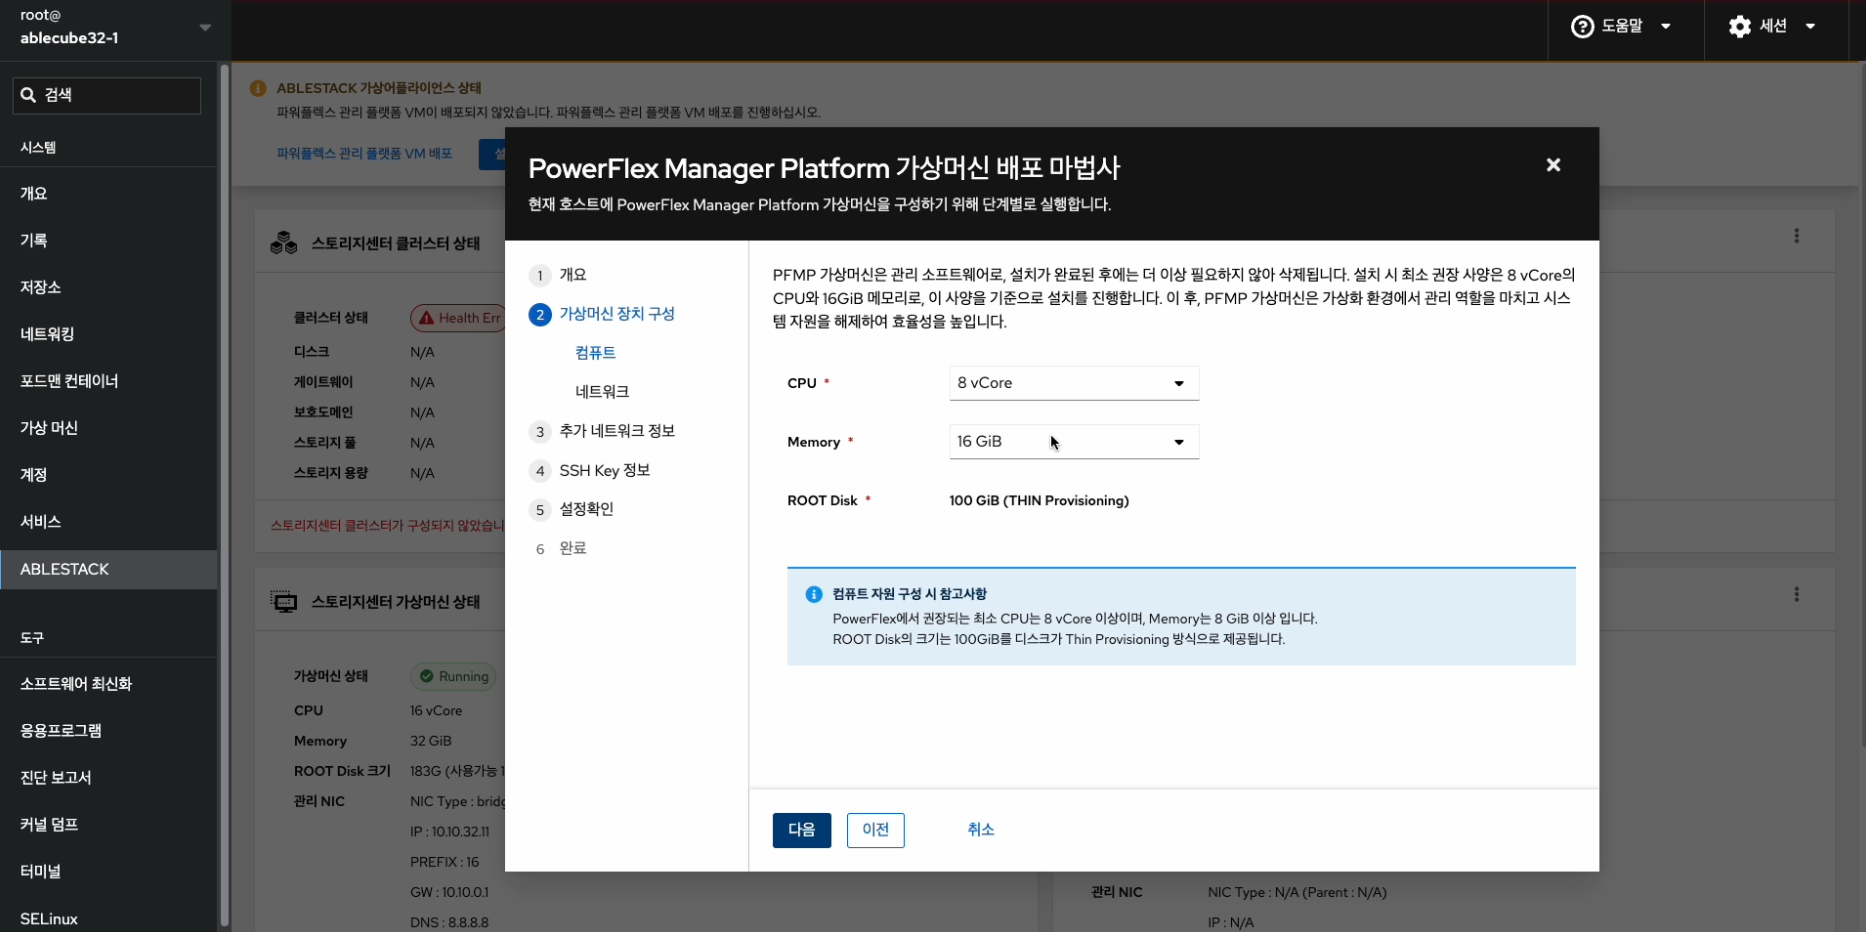 root@
ablecube32-1
도움말
세션
검색
시스템
개요
기록
저장소
네트워킹
포드맨 컨테이너
가상 머신
계정
서비스
ABLESTACK
도구
소프트웨어 최신화
응용프로그램
진단 보고서
커널 덤프
터미널
SELinux
ABLESTACK 가상어플라이언스 상태
파워플렉스 관리 플랫폼 VM이 배포되지 않았습니다. 파워플렉스 관리 플랫폼 VM 배포를 진행하십시오.
파워플렉스 관리 플랫폼 VM 배포
스토리지센터 클러스터 상태
클러스터 상태 Health Err
디스크 N/A
게이트웨이 N/A
보호도메인 N/A
스토리지 풀 N/A
스토리지 용량 N/A
스토리지센터 클러스터가 구성되지 않았습니
스토리지센터 가상머신 상태
가상머신 상태 Running
CPU 16 vCore
Memory 32 GiB
ROOT Disk 크기 183G (사용가능 1
관리 NIC NIC Type : bridg
IP : 10.10.32.11
PREFIX : 16
GW : 10.10.0.1
DNS : 8.8.8.8
PowerFlex Manager Platform 가상머신 배포 마법사
현재 호스트에 PowerFlex Manager Platform 가상머신을 구성하기 위해 단계별로 실행합니다.
1 개요
2 가상머신 장치 구성
컴퓨트
네트워크
3 추가 네트워크 정보
4 SSH Key 정보
5 설정확인
6 완료
PFMP 가상머신은 관리 소프트웨어로, 설치가 완료된 후에는 더 이상 필요하지 않아 삭제됩니다. 설치 시 최소 권장 사양은 8 vCore의
CPU와 16GiB 메모리로, 이 사양을 기준으로 설치를 진행합니다. 이 후, PFMP 가상머신은 가상화 환경에서 관리 역할을 마치고 시스
템 자원을 해제하여 효율성을 높입니다.
CPU * 8 vCore
Memory * 16 GiB
ROOT Disk * 100 GiB (THIN Provisioning)
컴퓨트 자원 구성 시 참고사항
PowerFlex에서 권장되는 최소 CPU는 8 vCore 이상이며, Memory는 8 GiB 이상 입니다.
ROOT Disk의 크기는 100GiB를 디스크가 Thin Provisioning 방식으로 제공됩니다.
다음
이전
취소
관리 NIC NIC Type : N/A (Parent : N/A)
IP : N/A